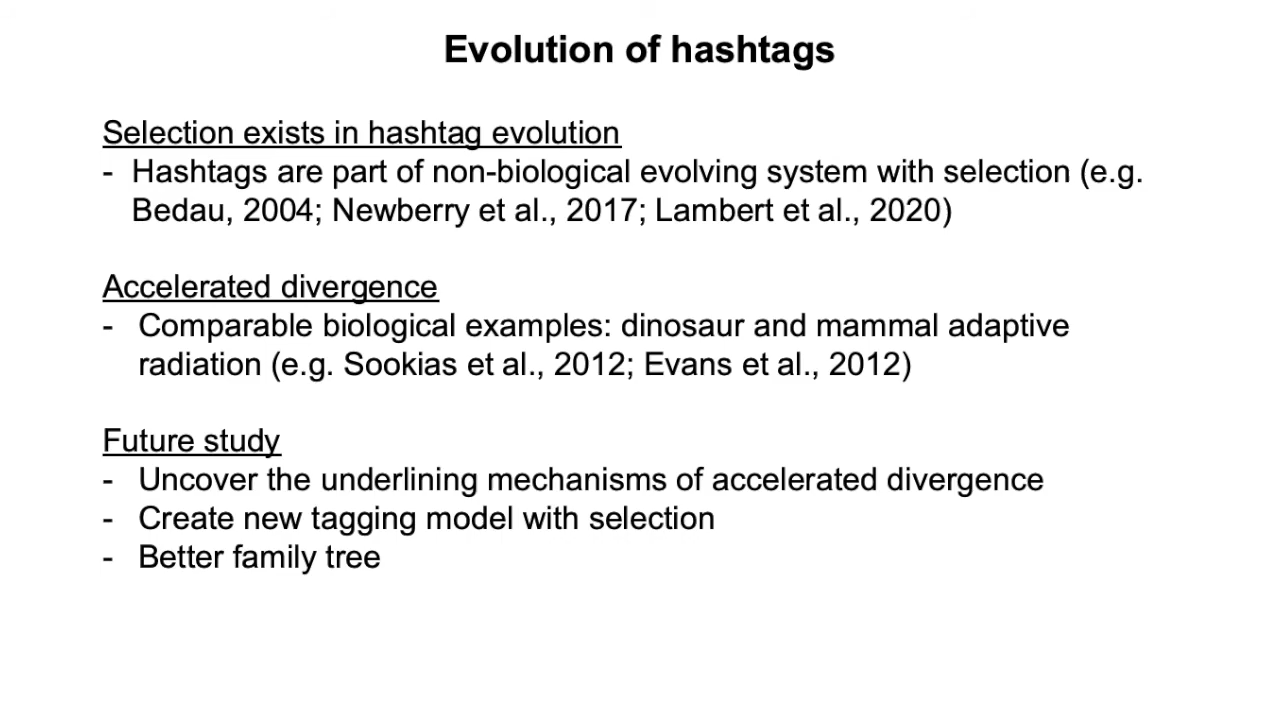 Evolution of hashtags
Selection exists in hashtag evolution
- Hashtags are part of non-biological evolving system with selection (e.g.
Bedau, 2004; Newberry et al., 2017; Lambert et al., 2020)
Accelerated divergence
- Comparable biological examples: dinosaur and mammal adaptive
radiation (e.g. Sookias et al., 2012; Evans et al., 2012)
Future study
- Uncover the underlining mechanisms of accelerated divergence
- Create new tagging model with selection
- Better family tree